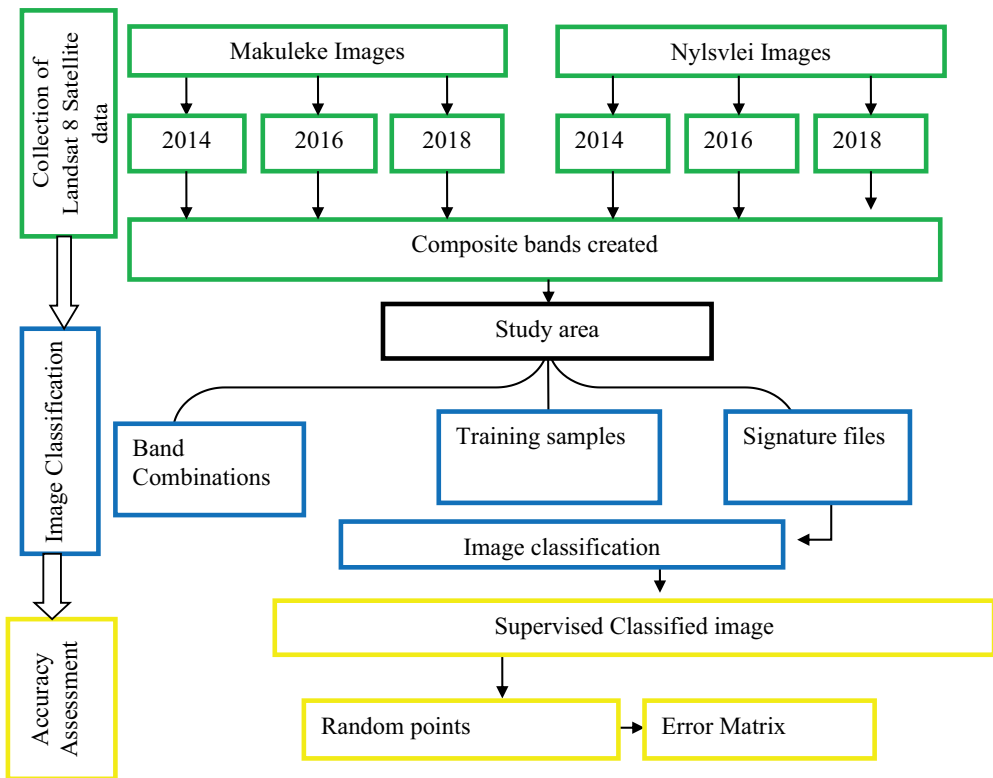 Collection of
Landsat 8 Satellite
data
Makuleke Images
Nylsvlei Images
2014
2016
2018
2014
2016
2018
Composite bands created
Study area
Image Classification
Band
Combinations
Training samples
Signature files
Image classification
Supervised Classified image
Accuracy
Assessment
Random points
Error Matrix